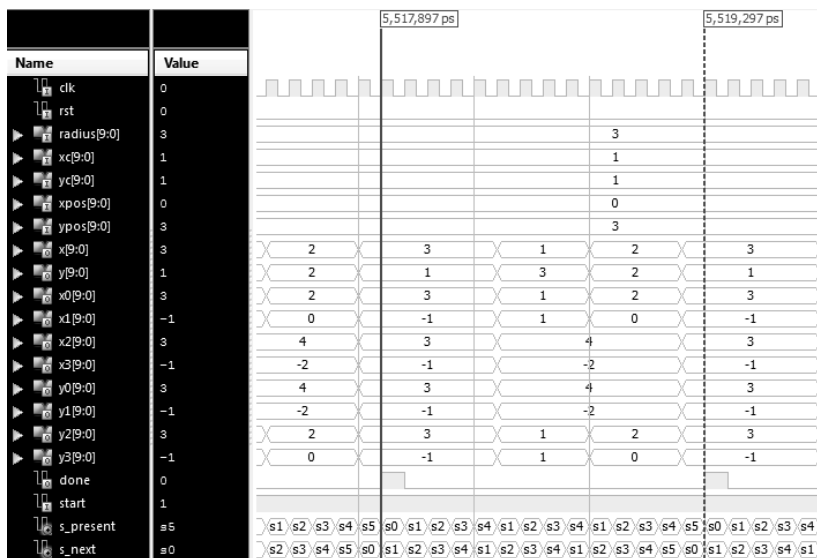 5,517,897 ps 5,519,297 ps
Name Value
clk 0
rst 0
radius[9:0] 3 3
xc[9:0] 1 1
yc[9:0] 1 1
xpos[9:0] 0 0
ypos[9:0] 3 3
x[9:0] 3 2 3 1 2 3
y[9:0] 1 2 1 3 2 1
x0[9:0] 3 2 3 1 2 3
x1[9:0] -1 0 -1 1 0 -1
x2[9:0] 3 4 3 4 3
x3[9:0] -1 -2 -1 -2 -1
y0[9:0] 3 4 3 4 3
y1[9:0] -1 -2 -1 -2 -1
y2[9:0] 3 2 3 1 2 3
y3[9:0] -1 0 -1 1 0 -1
done 0
start 1
s_present s5 s1 s2 s3 s4 s5 s0 s1 s2 s3 s4 s1 s2 s3 s4 s1 s2 s3 s4 s5 s0 s1 s2 s3 s4
s_next s0 s2 s3 s4 s5 s0 s1 s2 s3 s4 s1 s2 s3 s4 s1 s2 s3 s4 s5 s0 s1 s2 s3 s4 s1